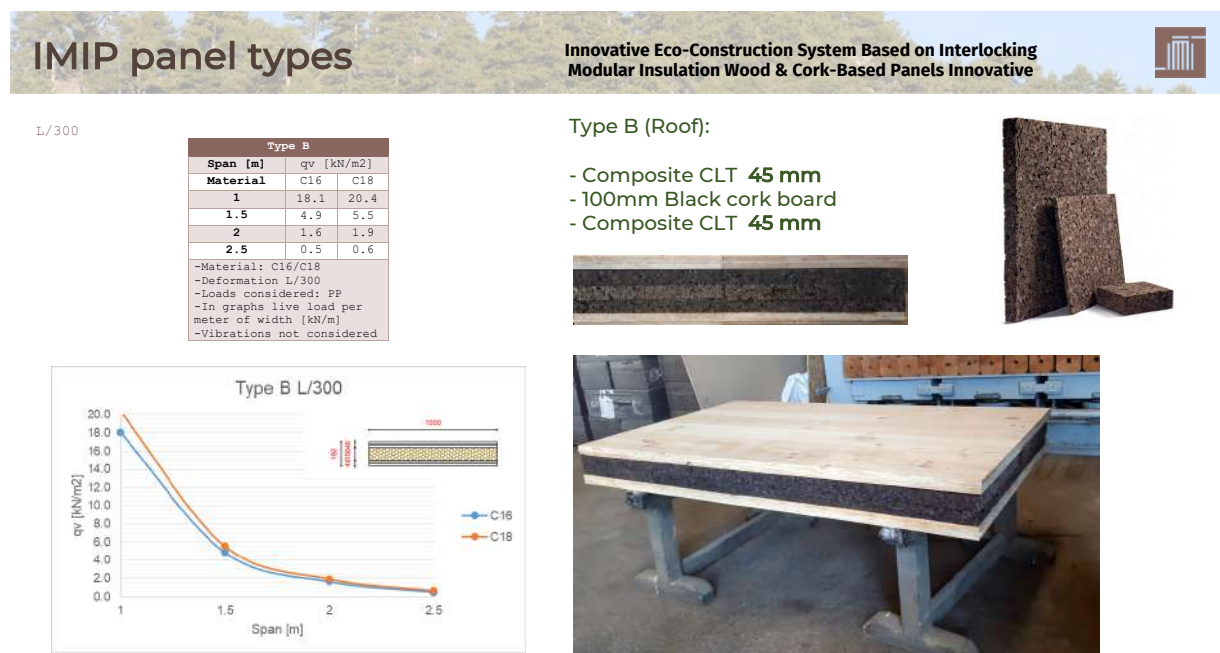 IMIP panel types
Innovative Eco-Construction System Based on Interlocking
Modular Insulation Wood & Cork-Based Panels Innovative
L/300
Type B
Span [m] qv [kN/m2]
Material C16 C18
1 18.1 20.4
1.5 4.9 5.5
2 1.6 1.9
2.5 0.5 0.6
-Material: C16/C18
-Deformation L/300
-Loads considered: PP
-In graphs live load per
meter of width [kN/m]
-Vibrations not considered
Type B (Roof):
- Composite CLT 45 mm
- 100mm Black cork board
- Composite CLT 45 mm
Type B L/300
qv [kN/m2]
20.0
18.0
16.0
14.0
12.0
10.0
8.0
6.0
4.0
2.0
0.0
1 1.5 2 2.5
Span [m]
1000
C16
C18